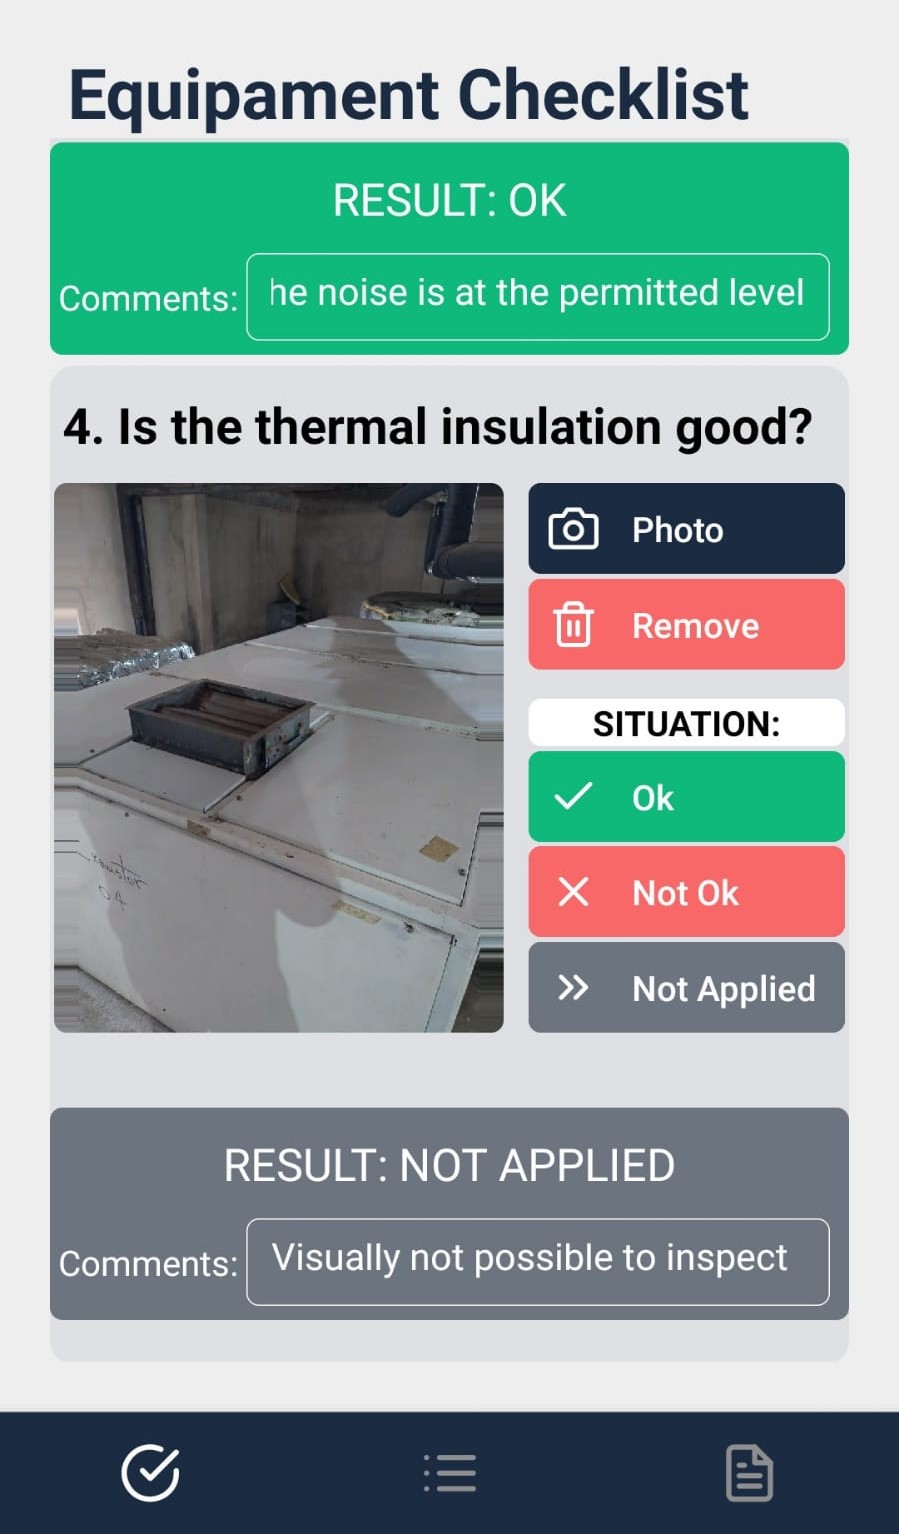 Equipament Checklist
RESULT: OK
Comments: he noise is at the permitted level
4. Is the thermal insulation good?
Photo
Remove
SITUATION:
Ok
Not Ok
Not Applied
04
RESULT: NOT APPLIED
Comments: Visually not possible to inspect